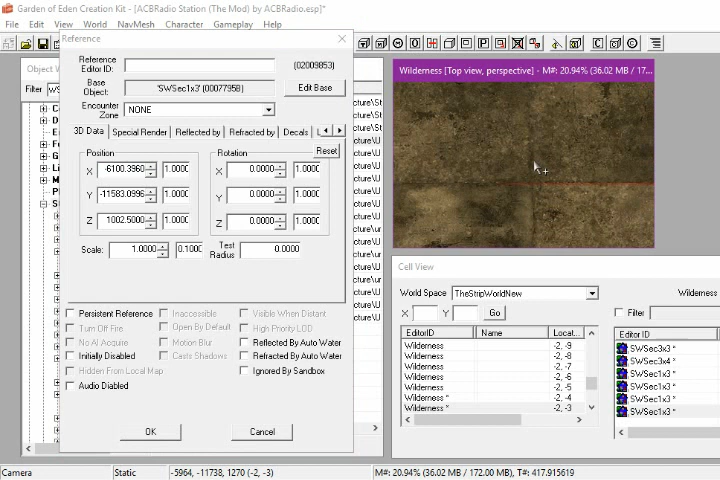 Garden of Eden Creation Kit - [ACBRadio Station (The Mod) by ACBRadio.esp]*
File Edit View World NavMesh Character Gameplay Help
Reference
Object W
Filter
Reference Editor ID: (02009853)
Base Object: 'SWSec1x3' (0007795B) Edit Base
Encounter Zone NONE
3D Data Special Render Reflected by Refracted by Decals L
Reset
Position Rotation
X -6100.3960 1.0000 X 0.0000 1.0000
Y -11583.0996 1.0000 Y 0.0000 1.0000
Z 1002.5000 1.0000 Z 0.0000 1.0000
Scale: 1.0000 0.1000 Test Radius 0.0000
Persistent Reference Inaccessible Visible When Distant
Turn Off Fire Open By Default High Priority LOD
No AI Acquire Motion Blur Reflected By Auto Water
Initially Disabled Casts Shadows Refracted By Auto Water
Hidden From Local Map Ignored By Sandbox
Audio Diabled
OK Cancel
Wilderness [Top view, perspective] - M#: 20.94% (36.02 MB / 17...
Cell View
World Space TheStripWorldNew Wilderness
X Y Go Filter
EditorID Name Locat...
Wilderness -2, -9
Wilderness -2, -8
Wilderness -2, -7
Wilderness -2, -6
Wilderness -2, -5
Wilderness * -2, -4
Wilderness * -2, -3
Editor ID
SWSec3x3 *
SWSec3x4 *
SWSec1x3 *
SWSec1x3 *
SWSec1x3 *
SWSec1x3 *
Camera Static -5964, -11738, 1270 (-2, -3) M#: 20.94% (36.02 MB / 172.00 MB), T#: 417.915619